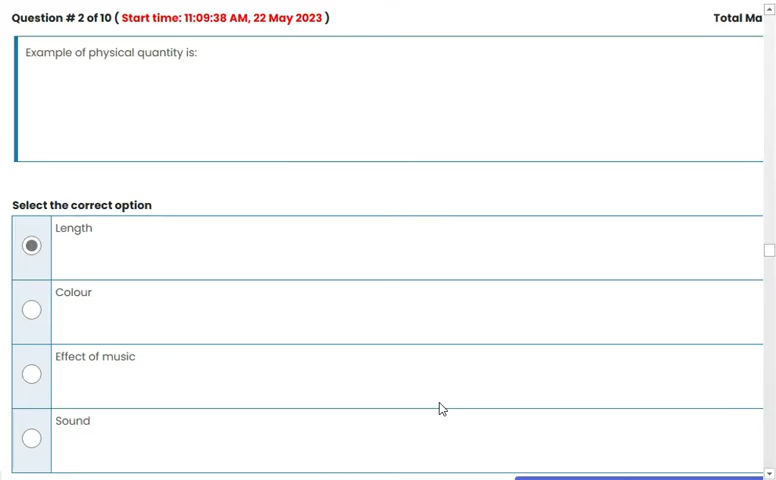 Question # 2 of 10 ( Start time: 11:09:38 AM, 22 May 2023 ) Total Ma
Example of physical quantity is:
Select the correct option
Length
Colour
Effect of music
Sound